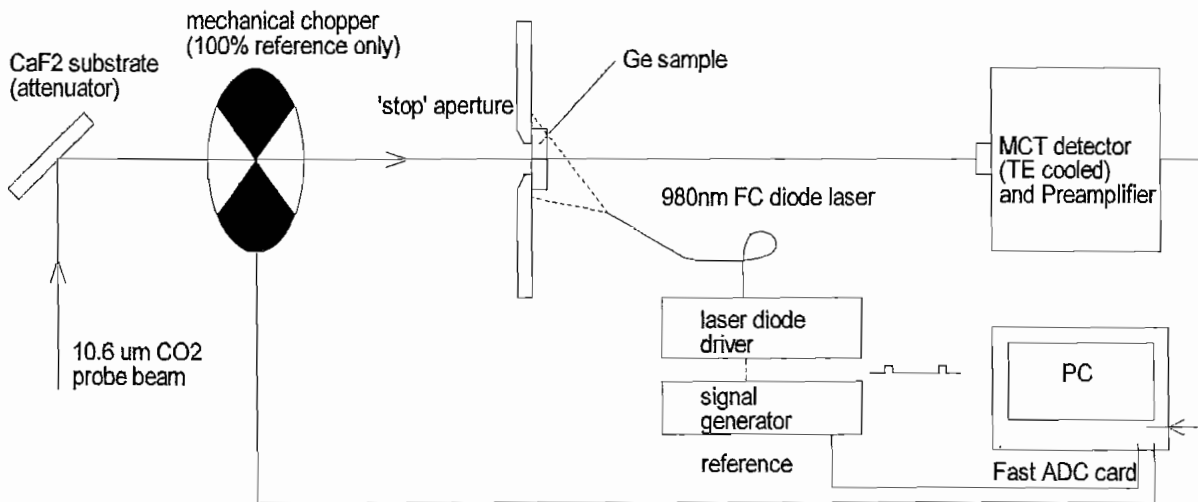 mechanical chopper
(100% reference only)
CaF2 substrate
(attenuator)
'stop' aperture
Ge sample
MCT detector
(TE cooled)
and Preamplifier
980nm FC diode laser
10.6 um CO2
probe beam
laser diode
driver
signal
generator
reference
PC
Fast ADC card